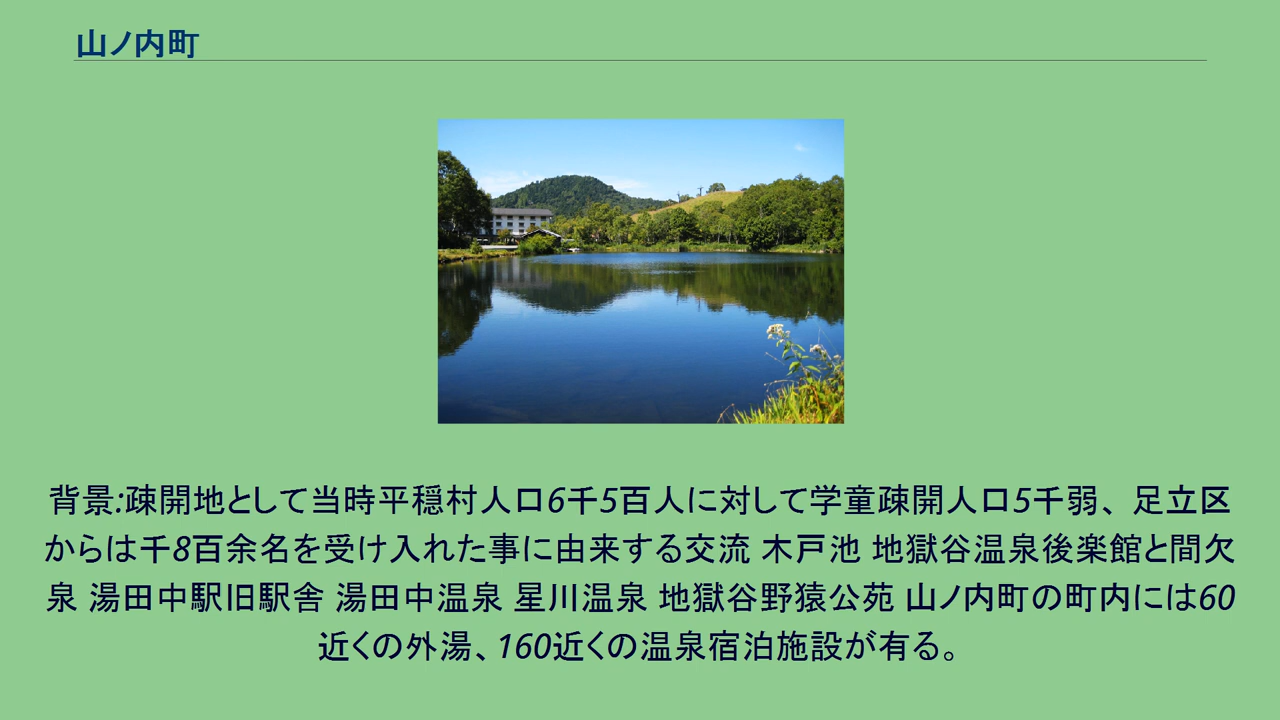 山ノ内町
背景:疎開地として当時平穏村人口6千5百人に対して学童疎開人口5千弱、足立区
からは千8百余名を受け入れた事に由来する交流 木戸池 地獄谷温泉後楽館と間欠
泉 湯田中駅旧駅舎 湯田中温泉 星川温泉 地獄谷野猿公苑 山ノ内町の町内には60
近くの外湯、160近くの温泉宿泊施設が有る。